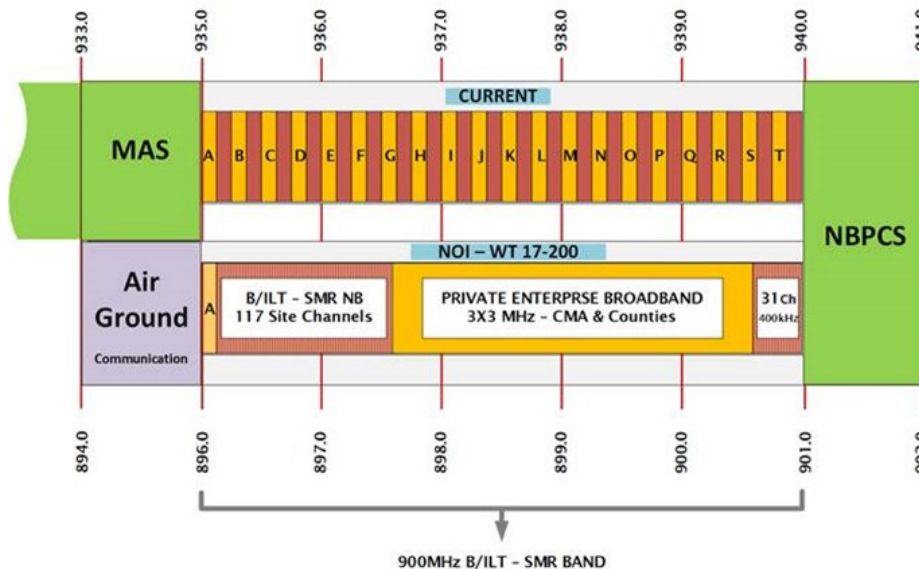 933.0
935.0
936.0
937.0
938.0
939.0
940.0
CURRENT
MAS
A B C D E F G H I J K L M N O P Q R S T
NBPCS
NOI – WT 17-200
Air
Ground
Communication
A
B/ILT – SMR NB
117 Site Channels
PRIVATE ENTERPRSE BROADBAND
3X3 MHz – CMA & Counties
31 Ch
400kHz
894.0
896.0
897.0
898.0
899.0
900.0
901.0
900MHz B/ILT – SMR BAND